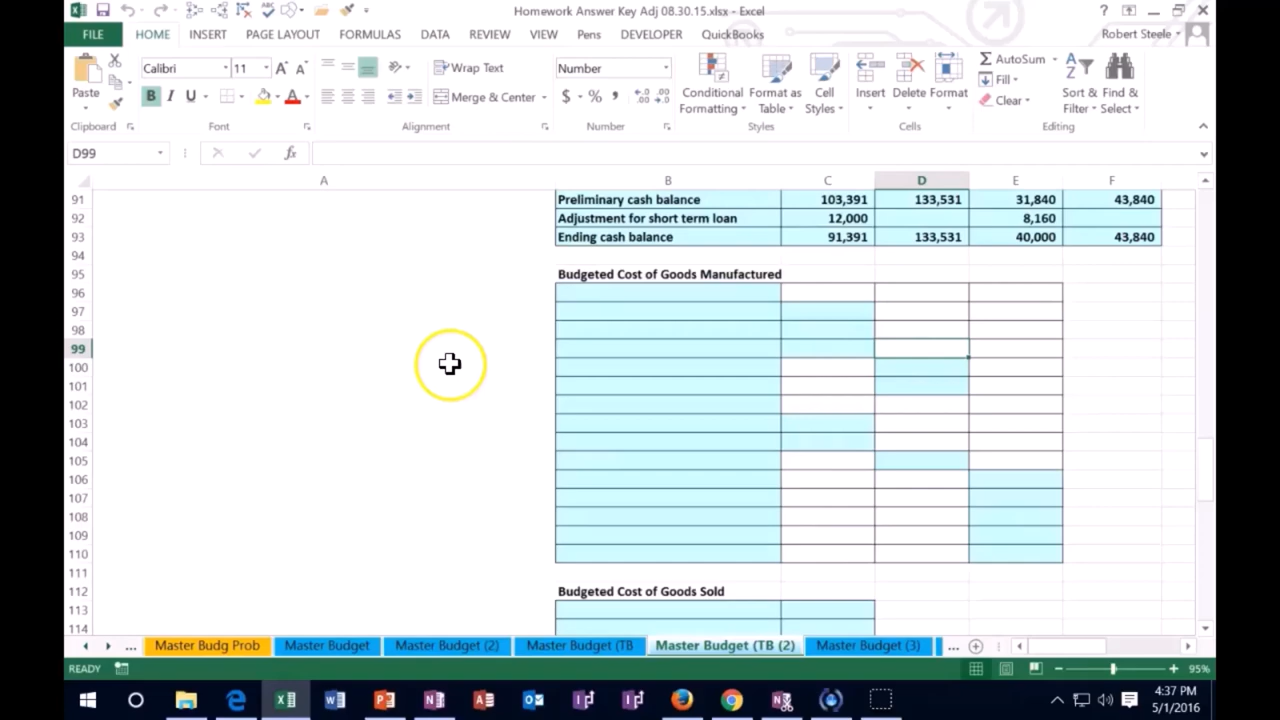 Homework Answer Key Adj 08.30.15.xlsx - Excel
FILE HOME INSERT PAGE LAYOUT FORMULAS DATA REVIEW VIEW Pens DEVELOPER QuickBooks Robert Steele
Calibri 11 Wrap Text Number AutoSum
Paste B I U Merge & Center $ % Conditional Formatting Format as Table Cell Styles Insert Delete Format Fill Clear Sort & Filter Find & Select
Clipboard Font Alignment Number Styles Cells Editing
D99 fx
A B C D E F
91 Preliminary cash balance 103,391 133,531 31,840 43,840
92 Adjustment for short term loan 12,000 8,160
93 Ending cash balance 91,391 133,531 40,000 43,840
94
95 Budgeted Cost of Goods Manufactured
96
97
98
99
100
101
102
103
104
105
106
107
108
109
110
111
112 Budgeted Cost of Goods Sold
113
114
... Master Budg Prob Master Budget Master Budget (2) Master Budget (TB Master Budget (TB (2) Master Budget (3) ...
READY 95%
4:37 PM
5/1/2016